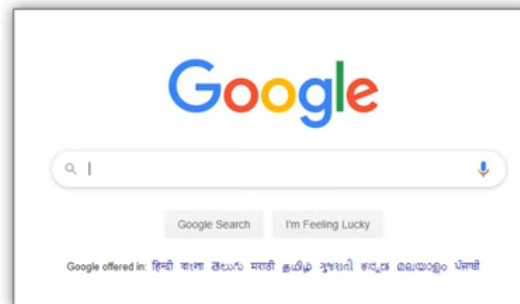 Google
Google Search I'm Feeling Lucky
Google offered in: हिन्दी বাংলা తెలుగు मराठी தமிழ் ગુજરાતી ಕನ್ನಡ മലയാളം ਪੰਜਾਬੀ